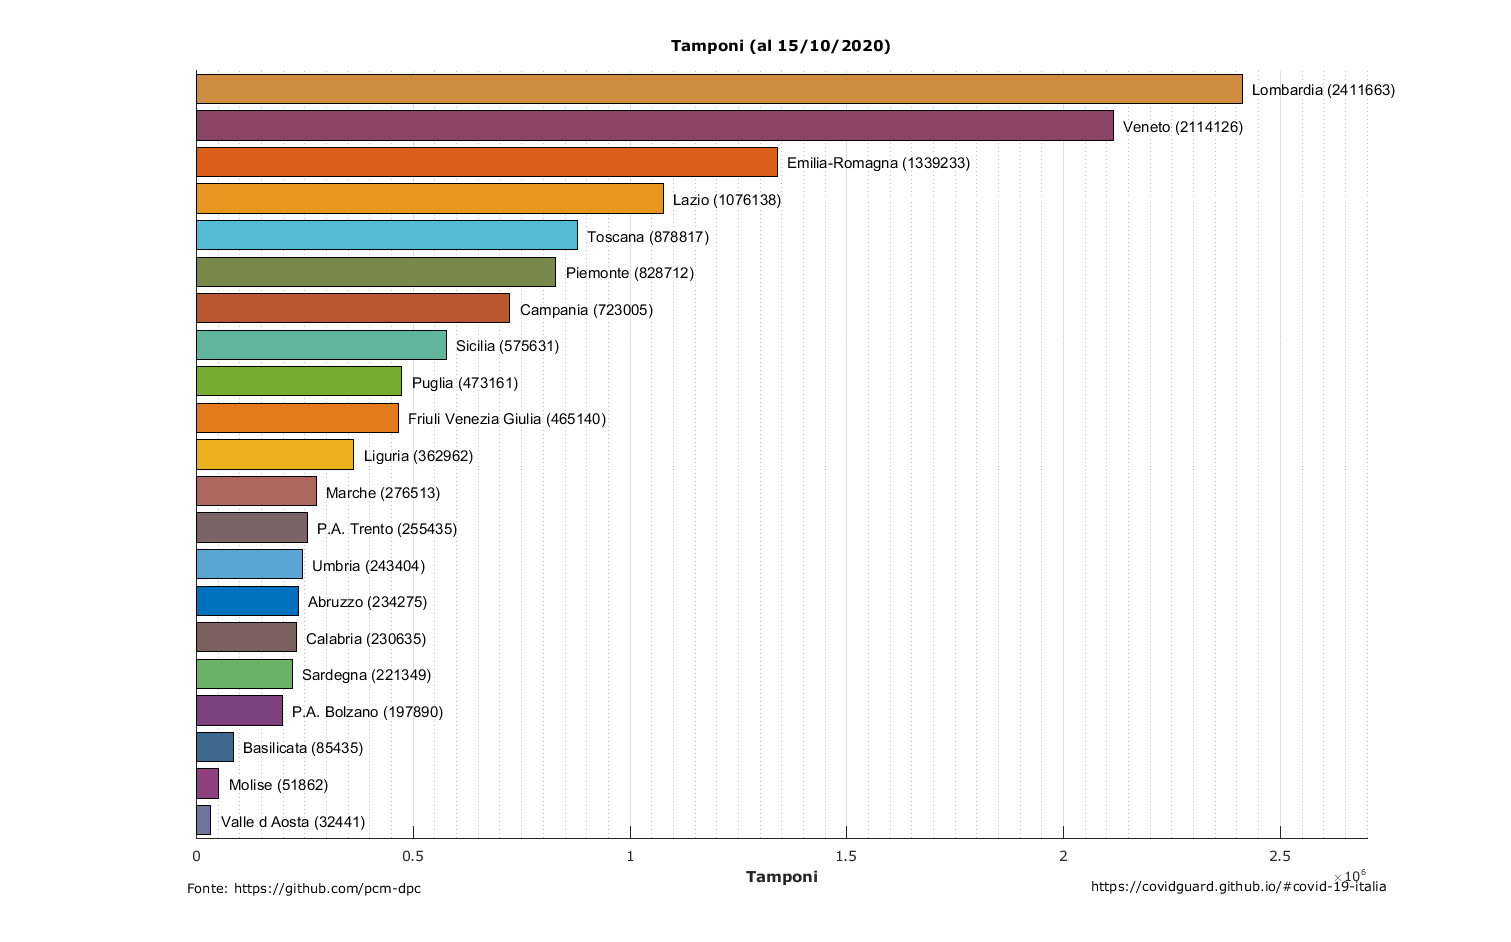 Tamponi (al 15/10/2020)
Lombardia (2411663)
Veneto (2114126)
Emilia-Romagna (1339233)
Lazio (1076138)
Toscana (878817)
Piemonte (828712)
Campania (723005)
Sicilia (575631)
Puglia (473161)
Friuli Venezia Giulia (465140)
Liguria (362962)
Marche (276513)
P.A. Trento (255435)
Umbria (243404)
Abruzzo (234275)
Calabria (230635)
Sardegna (221349)
P.A. Bolzano (197890)
Basilicata (85435)
Molise (51862)
Valle d Aosta (32441)
0 0.5 1 1.5 2 2.5
×10⁶
Tamponi
Fonte: https://github.com/pcm-dpc
https://covidguard.github.io/#covid-19-italia